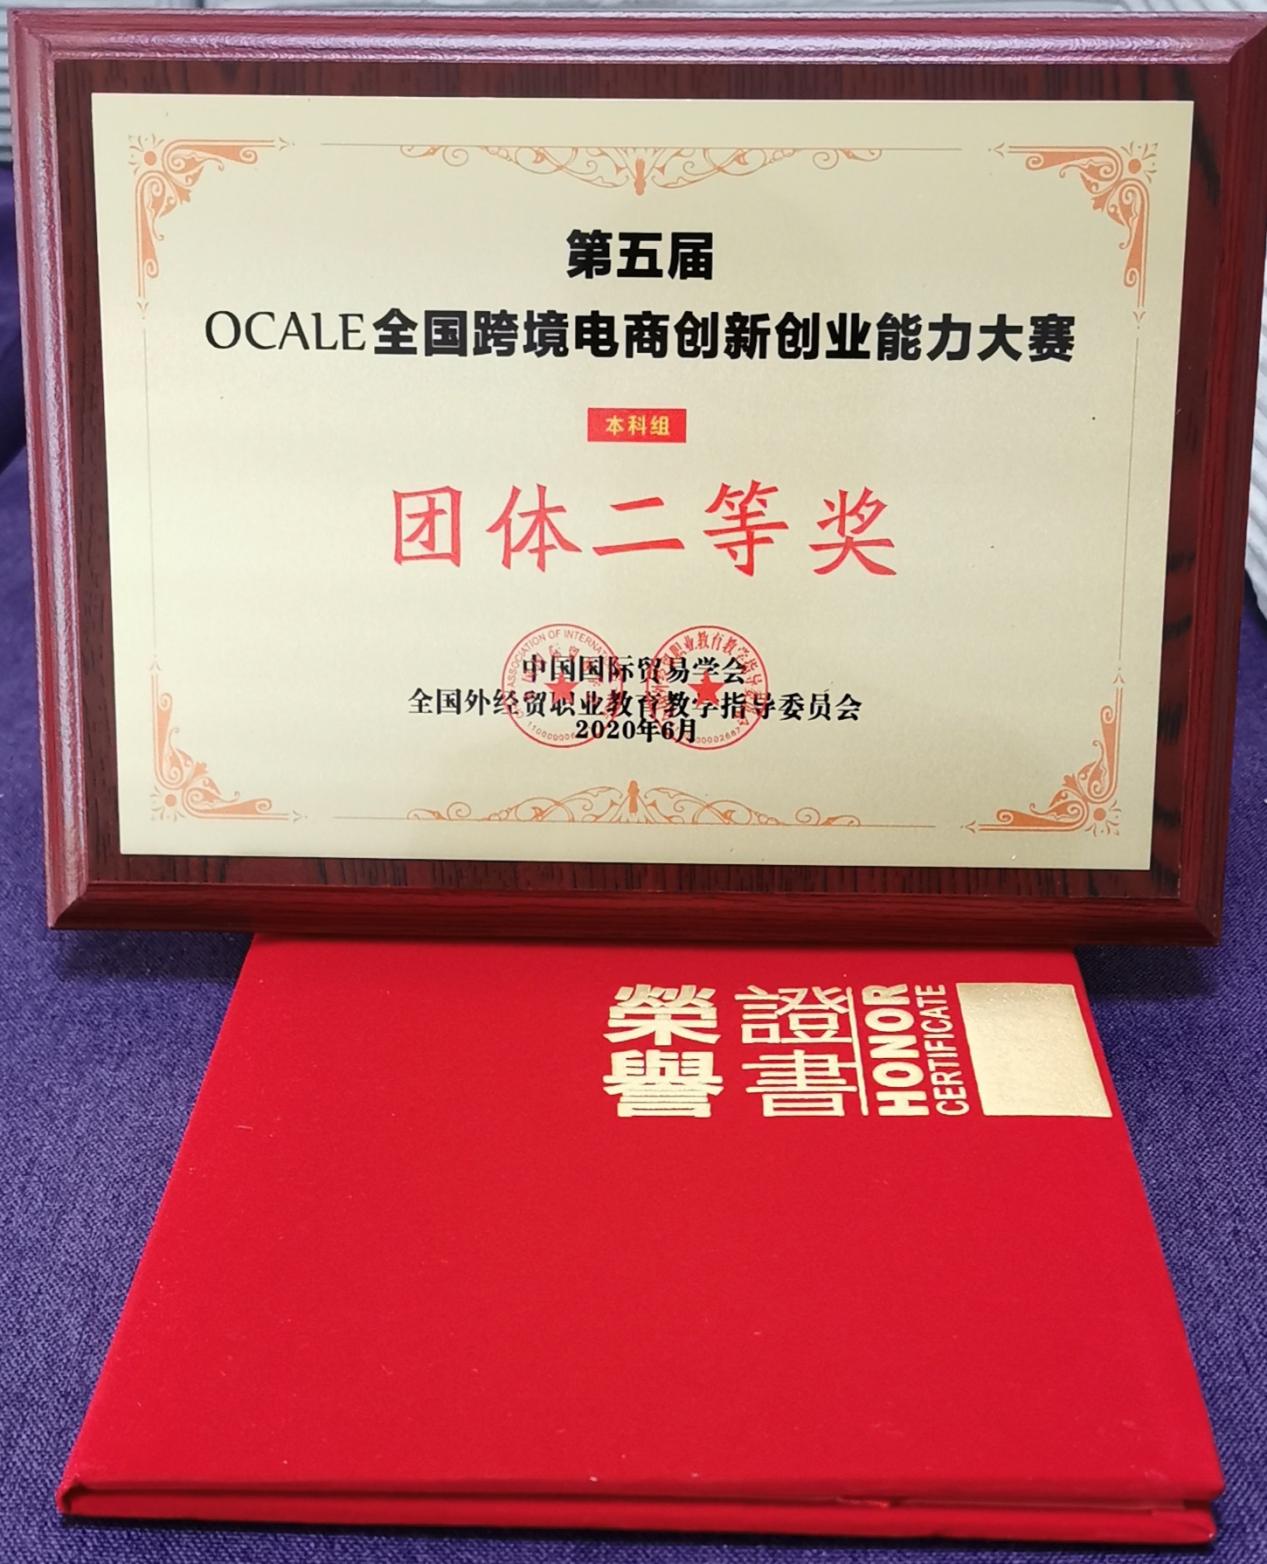 第五届
OCALE全国跨境电商创新创业能力大赛
本科组
团体二等奖
中国国际贸易学会
全国外经贸职业教育教学指导委员会
2020年6月
榮譽
證書
HONOR
CERTIFICATE